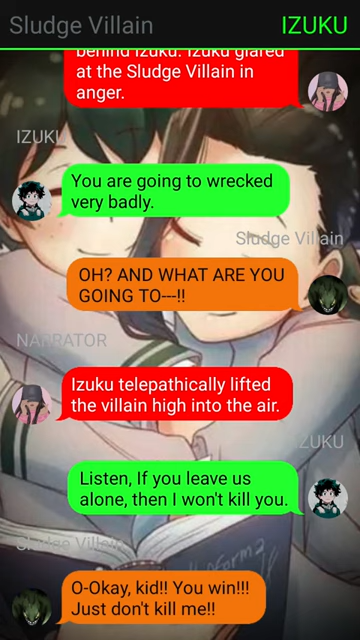 Sludge Villain IZUKU
behind Izuku. Izuku glared
at the Sludge Villain in
anger.
IZUKU
You are going to wrecked
very badly.
Sludge Villain
OH? AND WHAT ARE YOU
GOING TO---!!
NARRATOR
Izuku telepathically lifted
the villain high into the air.
IZUKU
Listen, If you leave us
alone, then I won't kill you.
Sludge Villain
O-Okay, kid!! You win!!!
Just don't kill me!!